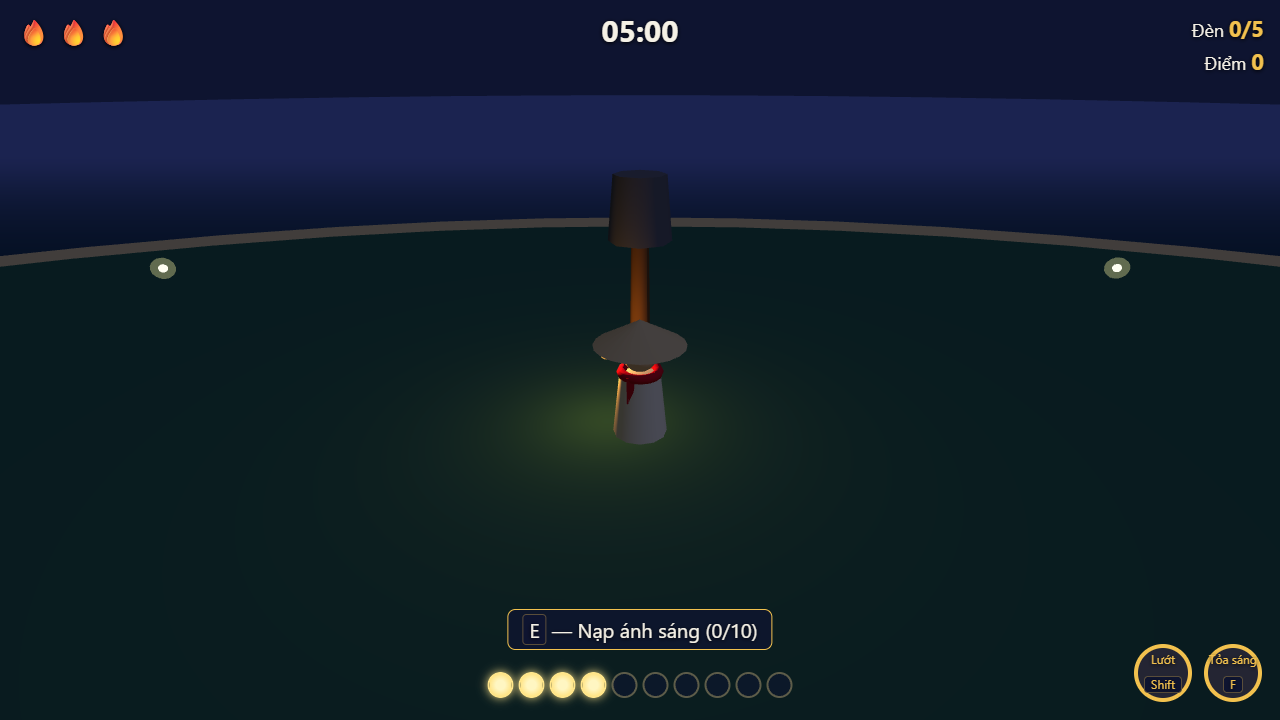 05:00
Đèn 0/5
Điểm 0
E — Nạp ánh sáng (0/10)
Lướt
Shift
Tỏa sáng
F